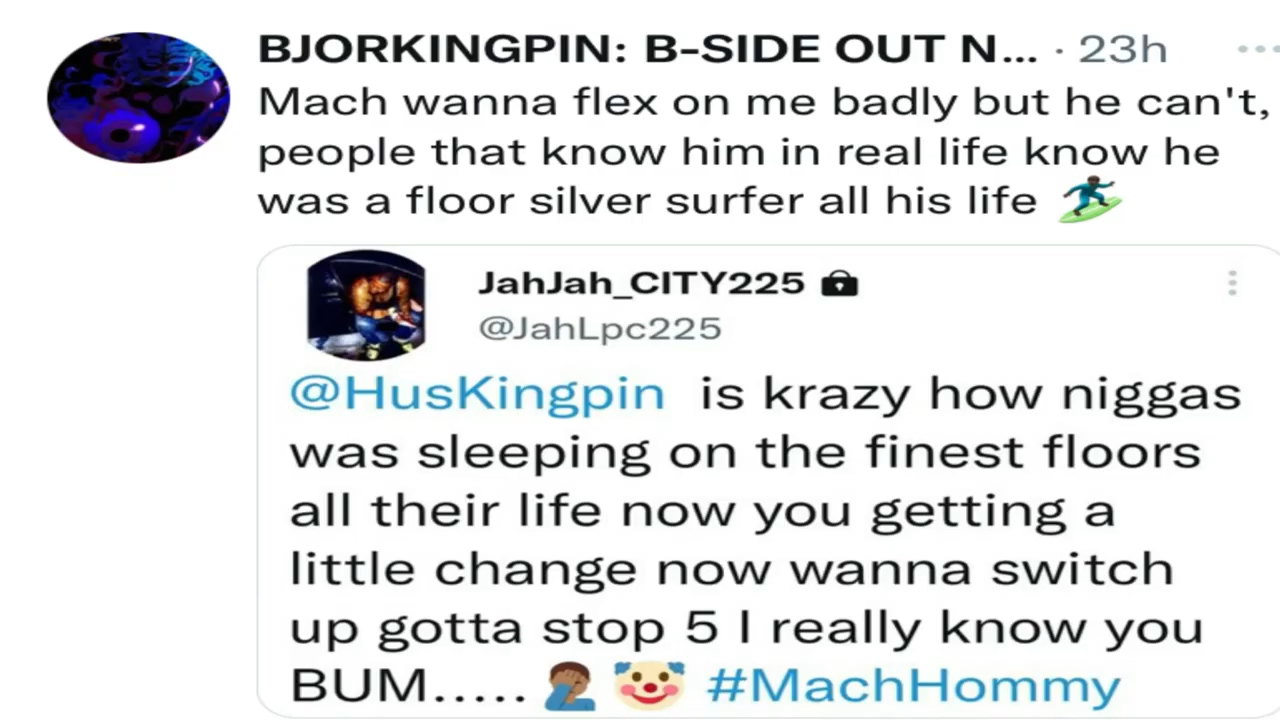 BJORKINGPIN: B-SIDE OUT N... · 23h
Mach wanna flex on me badly but he can't,
people that know him in real life know he
was a floor silver surfer all his life 🏄🏿‍♂️
JahJah_CITY225 🔒
@JahLpc225
@HusKingpin is krazy how niggas
was sleeping on the finest floors
all their life now you getting a
little change now wanna switch
up gotta stop 5 I really know you
BUM..... 🤦🏾‍♂️ 🤡 #MachHommy